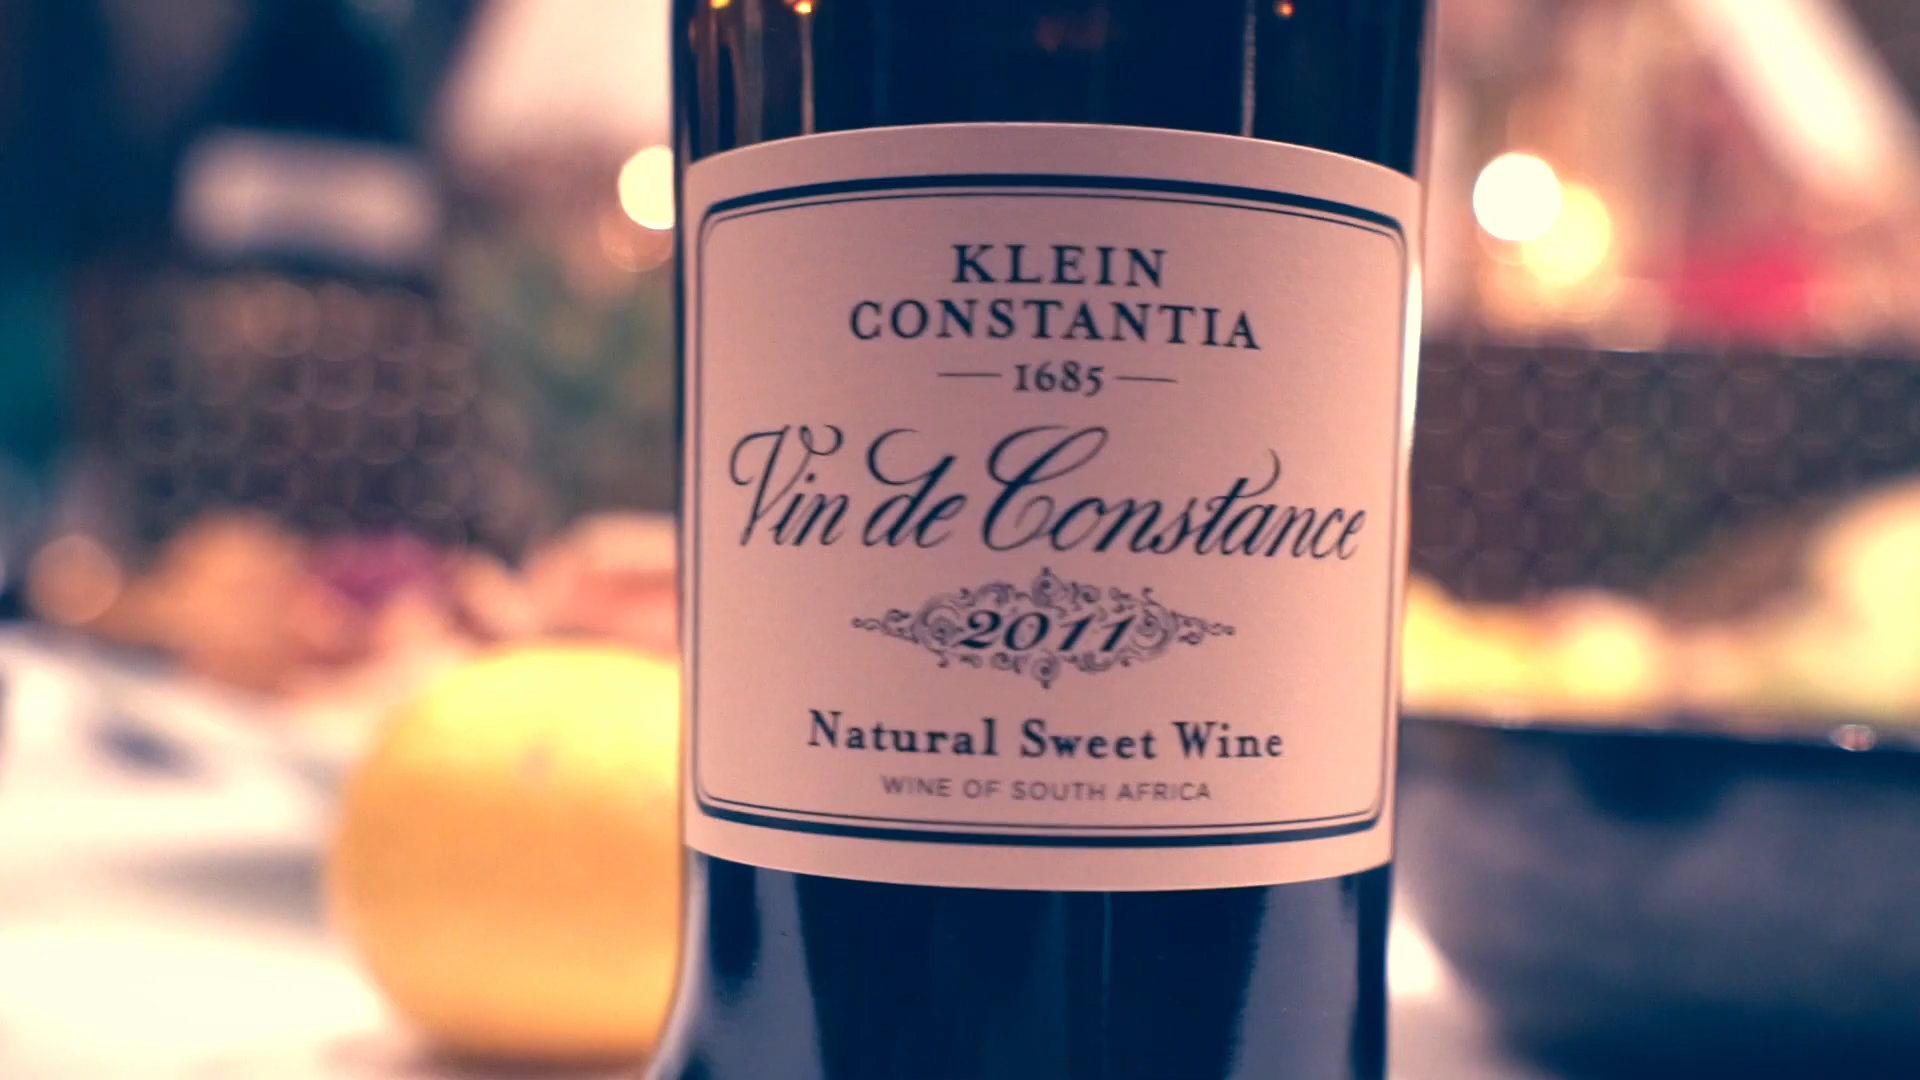 KLEIN
CONSTANTIA
1685
Vin de Constance
2011
Natural Sweet Wine
WINE OF SOUTH AFRICA